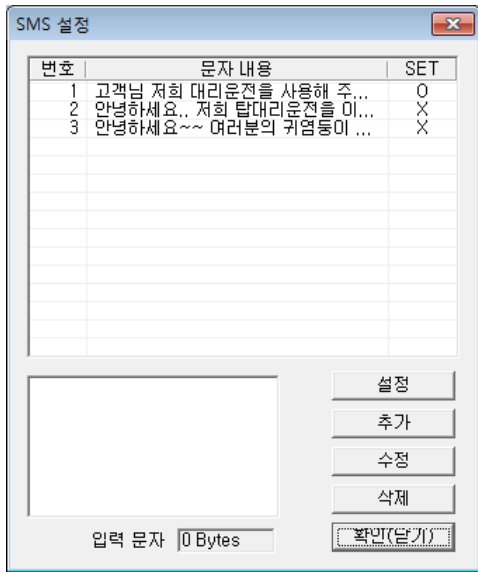 SMS 설정
번호 문자 내용 SET
1 고객님 저희 대리운전을 사용해 주... O
2 안녕하세요.. 저희 탑대리운전을 이... X
3 안녕하세요~~ 여러분의 귀염둥이 ... X
설정
추가
수정
삭제
입력 문자 0 Bytes
확인(닫기)